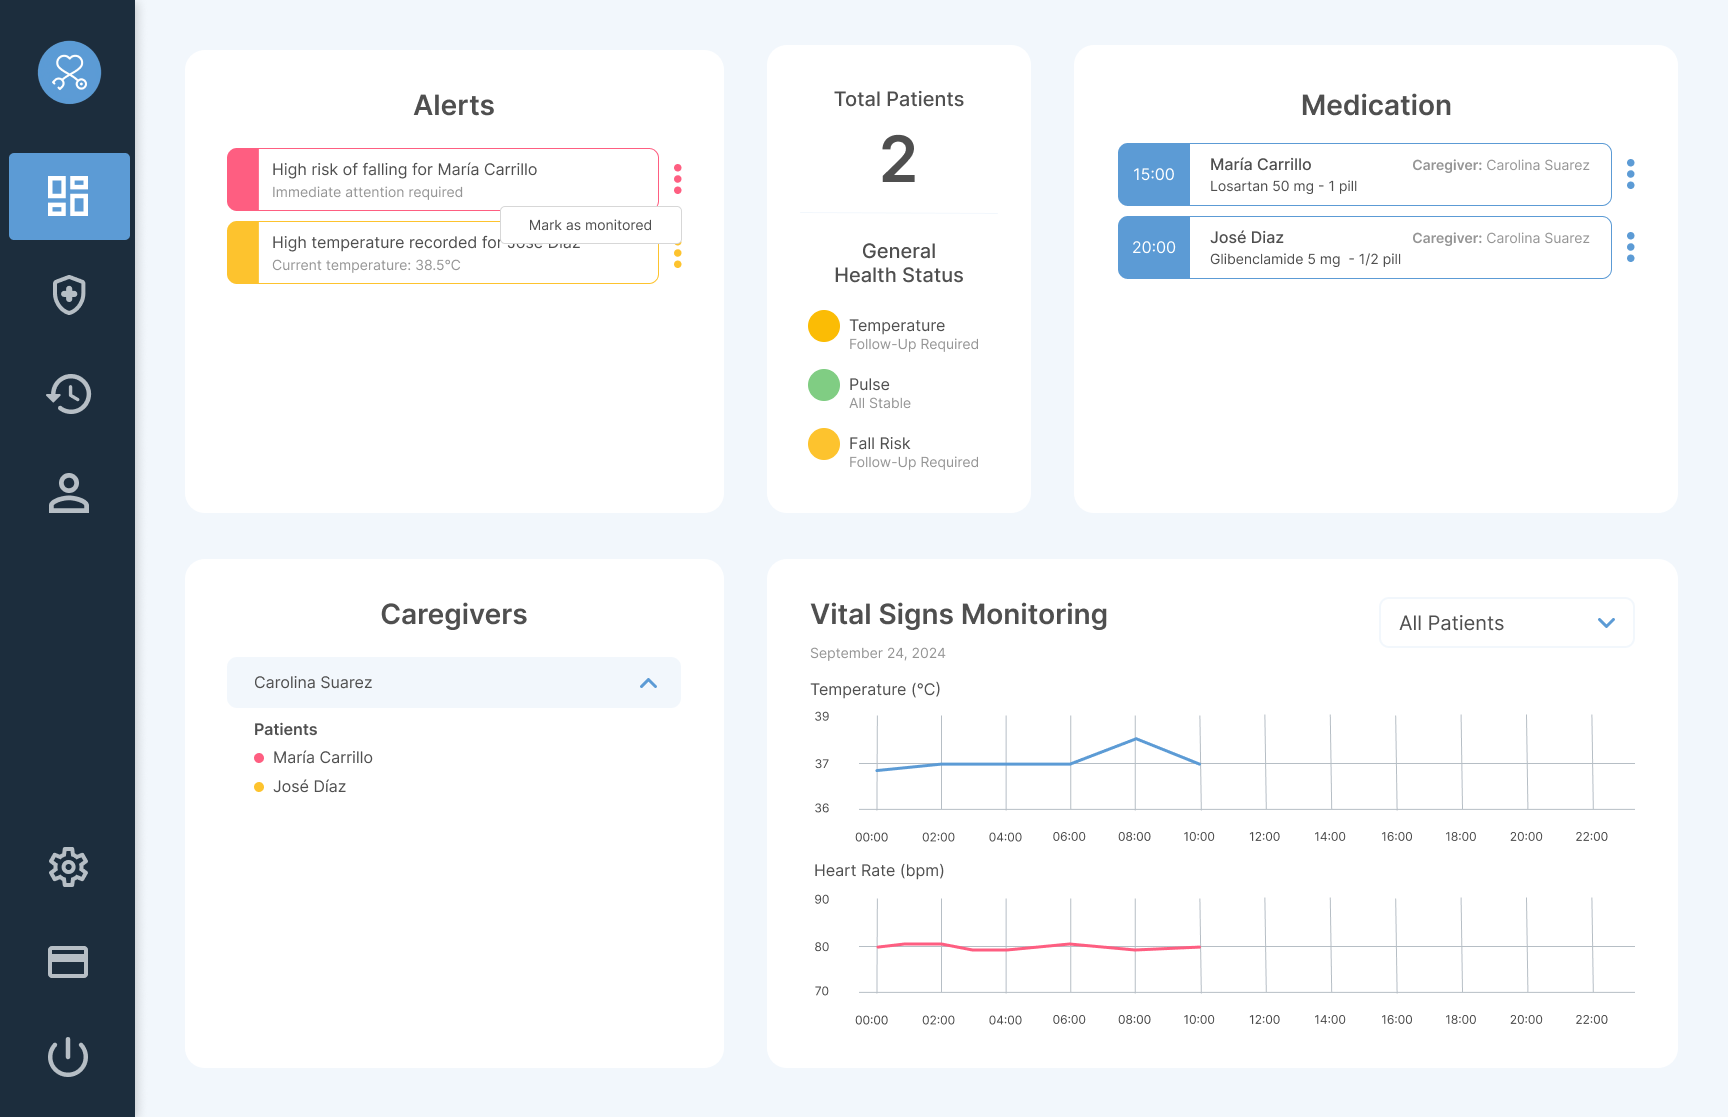 Alerts
High risk of falling for María Carrillo
Immediate attention required
Mark as monitored
High temperature recorded for José Díaz
Current temperature: 38.5°C
Total Patients
2
General
Health Status
Temperature
Follow-Up Required
Pulse
All Stable
Fall Risk
Follow-Up Required
Medication
15:00
María Carrillo
Caregiver: Carolina Suarez
Losartan 50 mg - 1 pill
20:00
José Diaz
Caregiver: Carolina Suarez
Glibenclamide 5 mg - 1/2 pill
Caregivers
Carolina Suarez
Patients
María Carrillo
José Díaz
Vital Signs Monitoring
All Patients
September 24, 2024
Temperature (°C)
39
37
36
00:00 02:00 04:00 06:00 08:00 10:00 12:00 14:00 16:00 18:00 20:00 22:00
Heart Rate (bpm)
90
80
70
00:00 02:00 04:00 06:00 08:00 10:00 12:00 14:00 16:00 18:00 20:00 22:00